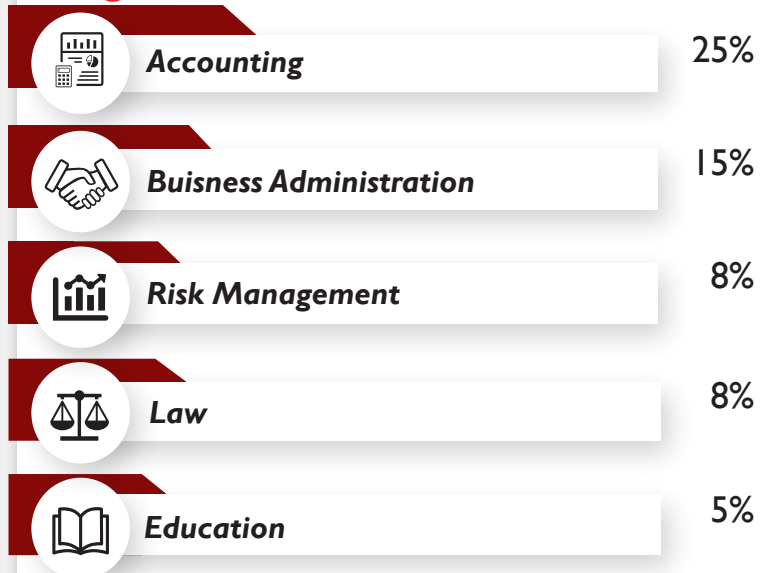 Accounting 25%
Buisness Administration 15%
Risk Management 8%
Law 8%
Education 5%